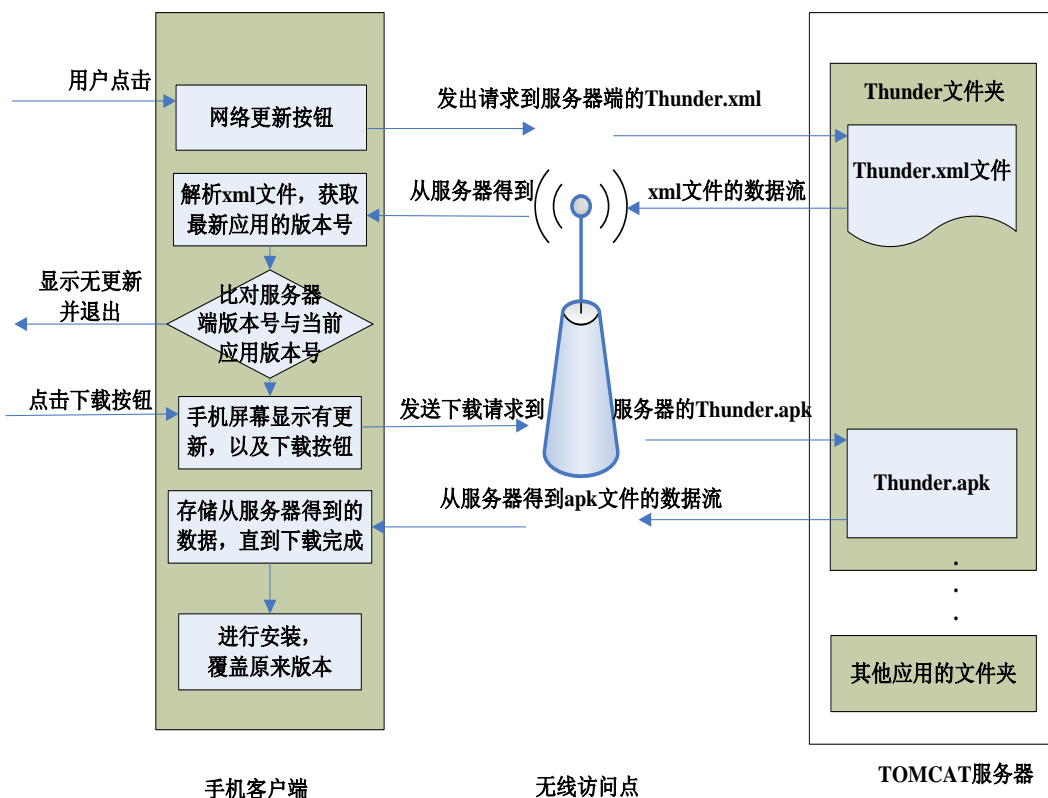 用户点击
网络更新按钮
发出请求到服务器端的Thunder.xml
Thunder文件夹
Thunder.xml文件
解析xml文件，获取
最新应用的版本号
从服务器得到
xml文件的数据流
显示无更新
并退出
比对服务器
端版本号与当前
应用版本号
点击下载按钮
手机屏幕显示有更
新，以及下载按钮
发送下载请求到
服务器的Thunder.apk
Thunder.apk
存储从服务器得到的
数据，直到下载完成
从服务器得到apk文件的数据流
进行安装，
覆盖原来版本
其他应用的文件夹
手机客户端
无线访问点
TOMCAT服务器